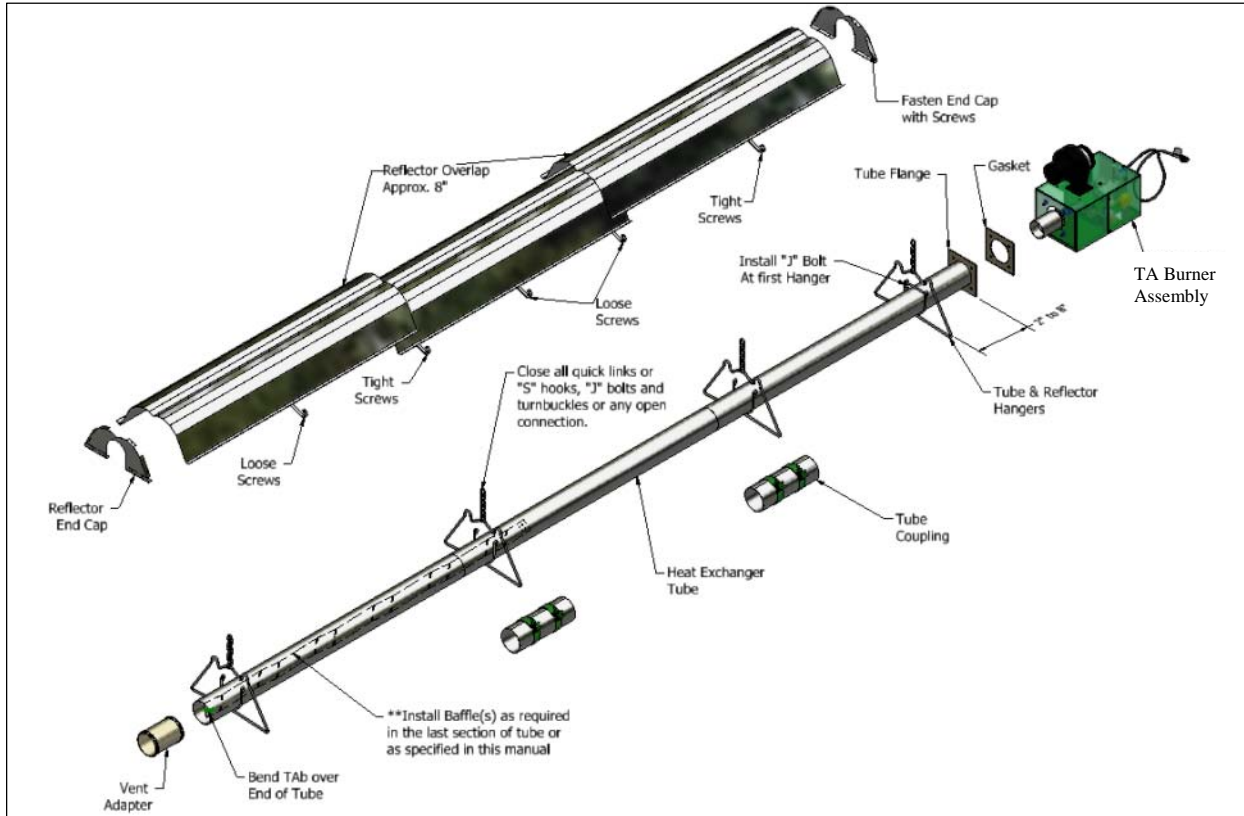 Fasten End Cap
with Screws
Reflector Overlap
Approx. 8"
Tube Flange
Gasket
Tight
Screws
Install "J" Bolt
At first Hanger
TA Burner
Assembly
Loose
Screws
2" to 8"
Tight
Screws
Close all quick links or
"S" hooks, "J" bolts and
turnbuckles or any open
connection.
Tube & Reflector
Hangers
Loose
Screws
Reflector
End Cap
Tube
Coupling
Heat Exchanger
Tube
**Install Baffle(s) as required
in the last section of tube or
as specified in this manual
Vent
Adapter
Bend TAb over
End of Tube